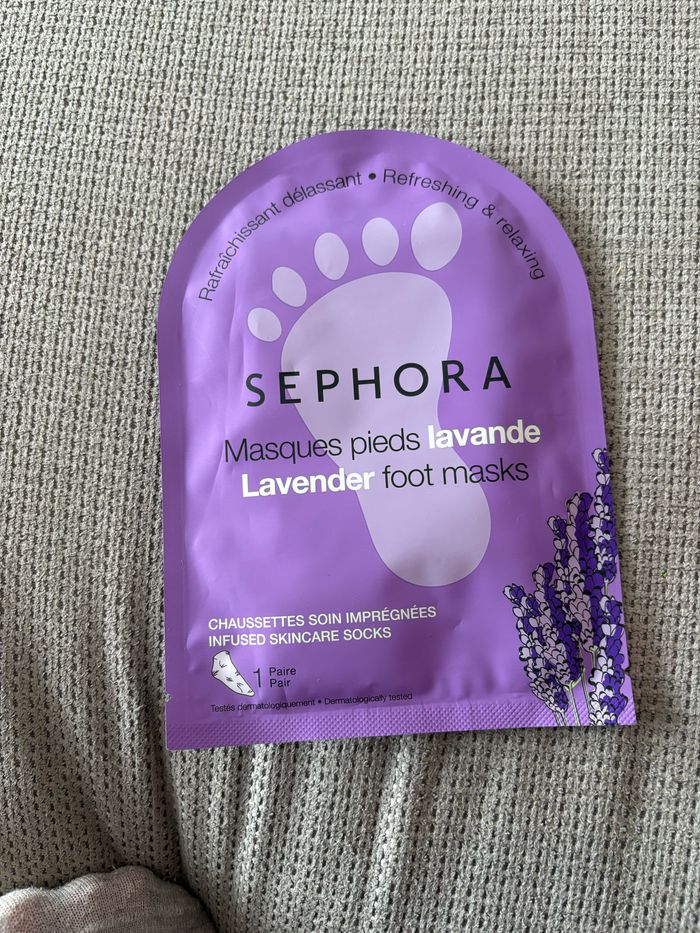 Rafraîchissant délassant • Refreshing & relaxing
SEPHORA
Masques pieds lavande
Lavender foot masks
CHAUSSETTES SOIN IMPRÉGNÉES
INFUSED SKINCARE SOCKS
1 Paire
Pair
Testés dermatologiquement • Dermatologically tested